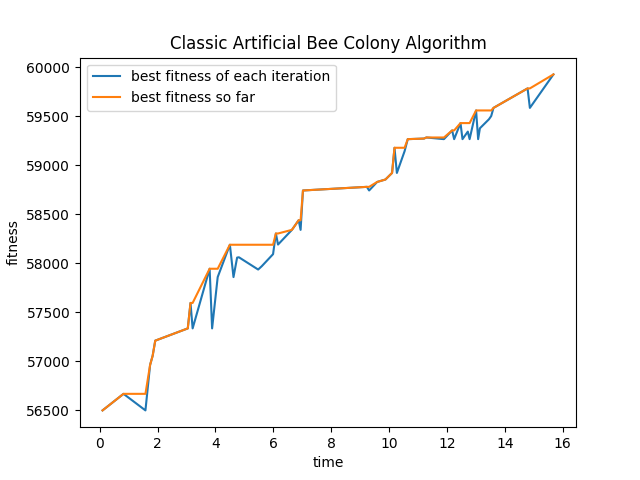 Classic Artificial Bee Colony Algorithm
best fitness of each iteration
best fitness so far
60000
59500
59000
58500
58000
57500
57000
56500
fitness
0 2 4 6 8 10 12 14 16
time